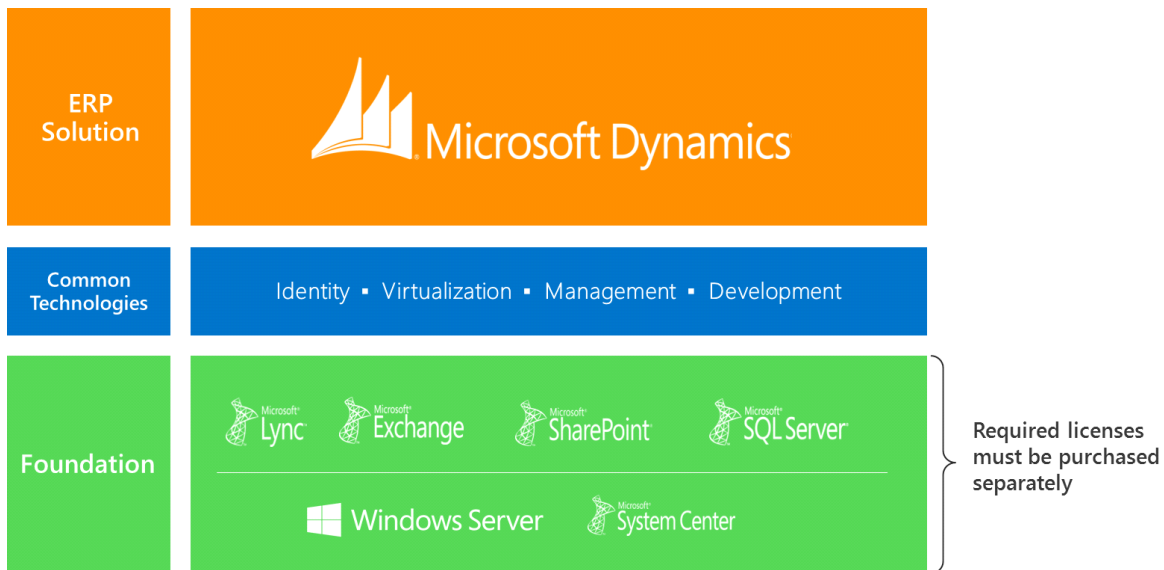 ERP
Solution
Microsoft Dynamics
Common
Technologies
Identity ▪ Virtualization ▪ Management ▪ Development
Foundation
Microsoft®
Lync™
Microsoft®
Exchange
Microsoft®
SharePoint®
Microsoft®
SQL Server®
Windows Server
Microsoft®
System Center
Required licenses
must be purchased
separately